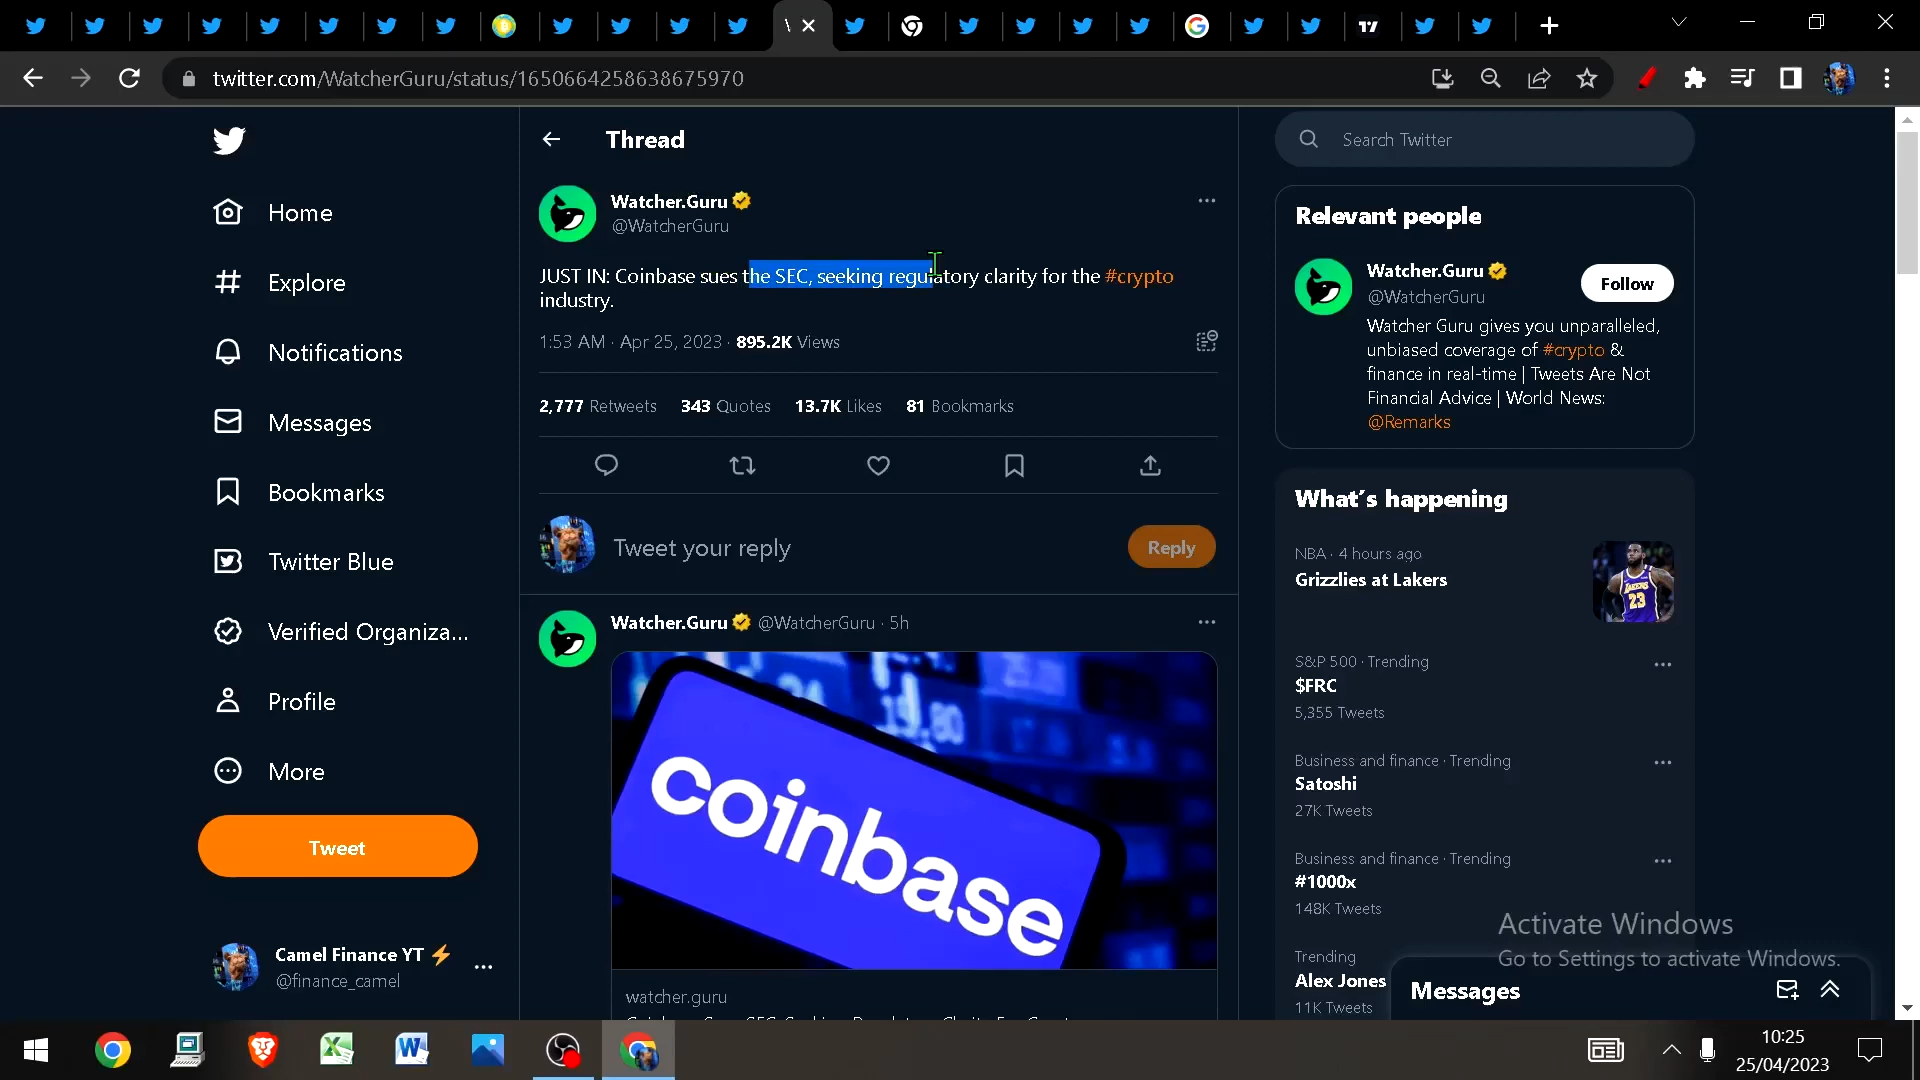 twitter.com/WatcherGuru/status/1650664258638675970
Thread
Search Twitter
Home
Explore
Notifications
Messages
Bookmarks
Twitter Blue
Verified Organiza...
Profile
More
Tweet
Camel Finance YT
@finance_camel
Watcher.Guru
@WatcherGuru
JUST IN: Coinbase sues the SEC, seeking regulatory clarity for the #crypto
industry.
1:53 AM · Apr 25, 2023 · 895.2K Views
2,777 Retweets 343 Quotes 13.7K Likes 81 Bookmarks
Tweet your reply
Reply
Watcher.Guru @WatcherGuru · 5h
coinbase
watcher.guru
Relevant people
Watcher.Guru
@WatcherGuru
Follow
Watcher Guru gives you unparalleled,
unbiased coverage of #crypto &
finance in real-time | Tweets Are Not
Financial Advice | World News:
@Remarks
What's happening
NBA · 4 hours ago
Grizzlies at Lakers
S&P 500 · Trending
$FRC
5,355 Tweets
Business and finance · Trending
Satoshi
27K Tweets
Business and finance · Trending
#1000x
148K Tweets
Trending
Alex Jones
11K Tweets
Activate Windows
Go to Settings to activate Windows.
Messages
10:25
25/04/2023